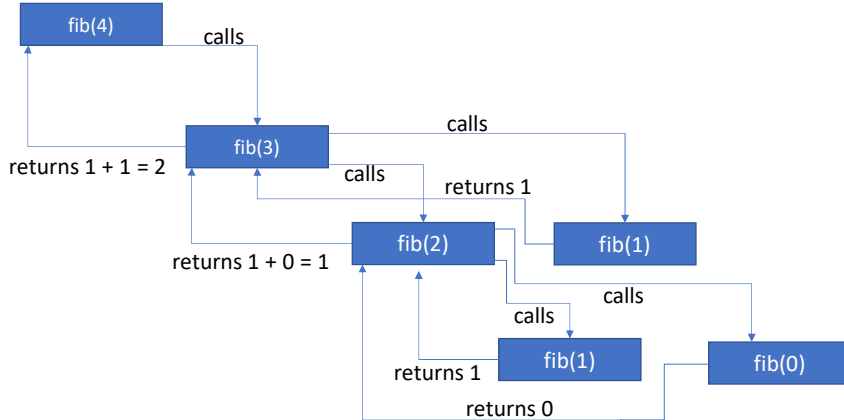 fib(4)
calls
calls
fib(3)
returns 1 + 1 = 2
calls
returns 1
fib(2)
fib(1)
returns 1 + 0 = 1
calls
calls
fib(1)
fib(0)
returns 1
returns 0